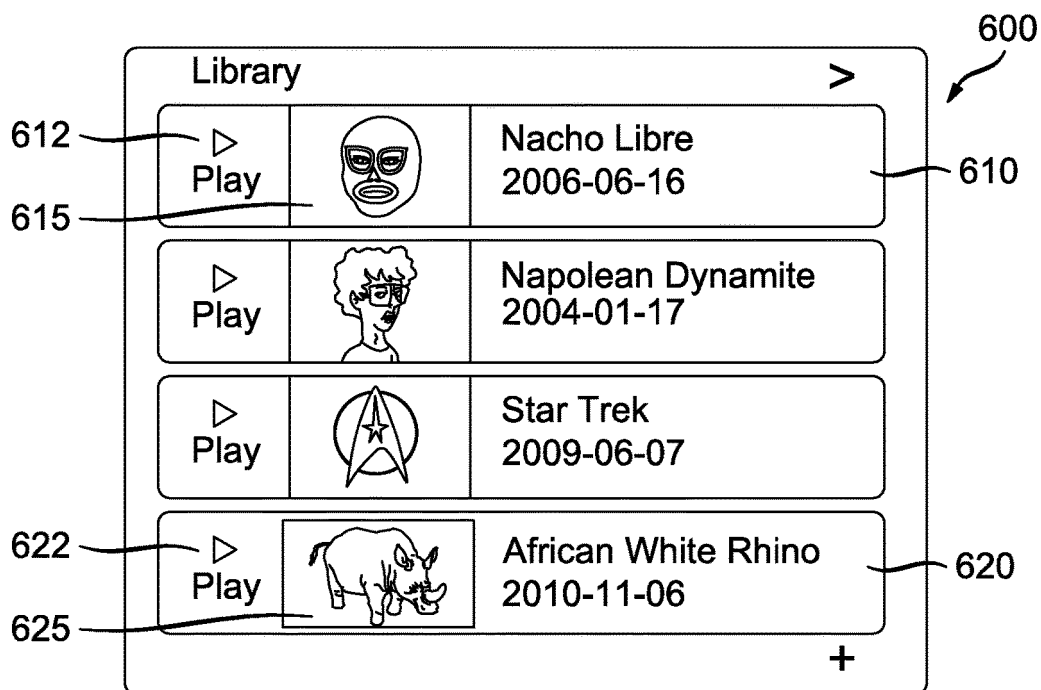 600
Library >
612
Play
Nacho Libre
2006-06-16
610
615
Play
Napolean Dynamite
2004-01-17
Play
Star Trek
2009-06-07
622
Play
African White Rhino
2010-11-06
620
625
+